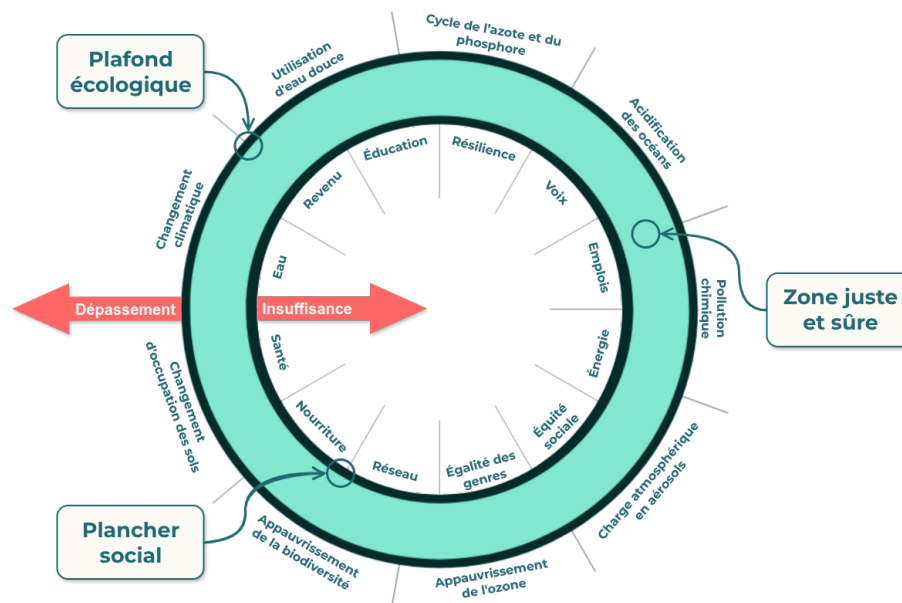 Plafond
écologique
Utilisation
d'eau douce
Cycle de l'azote et du
phosphore
Acidification
des océans
Changement
climatique
Revenu
Éducation
Résilience
Voix
Eau
Emplois
Pollution
chimique
Zone juste
et sûre
Dépassement
Insuffisance
Santé
Énergie
Changement
d'occupation des sols
Nourriture
Réseau
Égalité des
genres
Équité
sociale
Charge atmosphérique
en aérosols
Plancher
social
Appauvrissement
de la biodiversité
Appauvrissement
de l'ozone